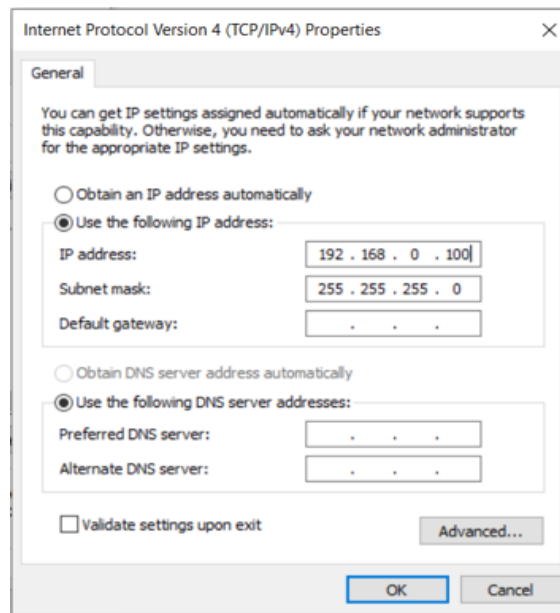 Internet Protocol Version 4 (TCP/IPv4) Properties
General
You can get IP settings assigned automatically if your network supports
this capability. Otherwise, you need to ask your network administrator
for the appropriate IP settings.
Obtain an IP address automatically
Use the following IP address:
IP address: 192 . 168 . 0 . 100
Subnet mask: 255 . 255 . 255 . 0
Default gateway: . . .
Obtain DNS server address automatically
Use the following DNS server addresses:
Preferred DNS server: . . .
Alternate DNS server: . . .
Validate settings upon exit
Advanced...
OK Cancel